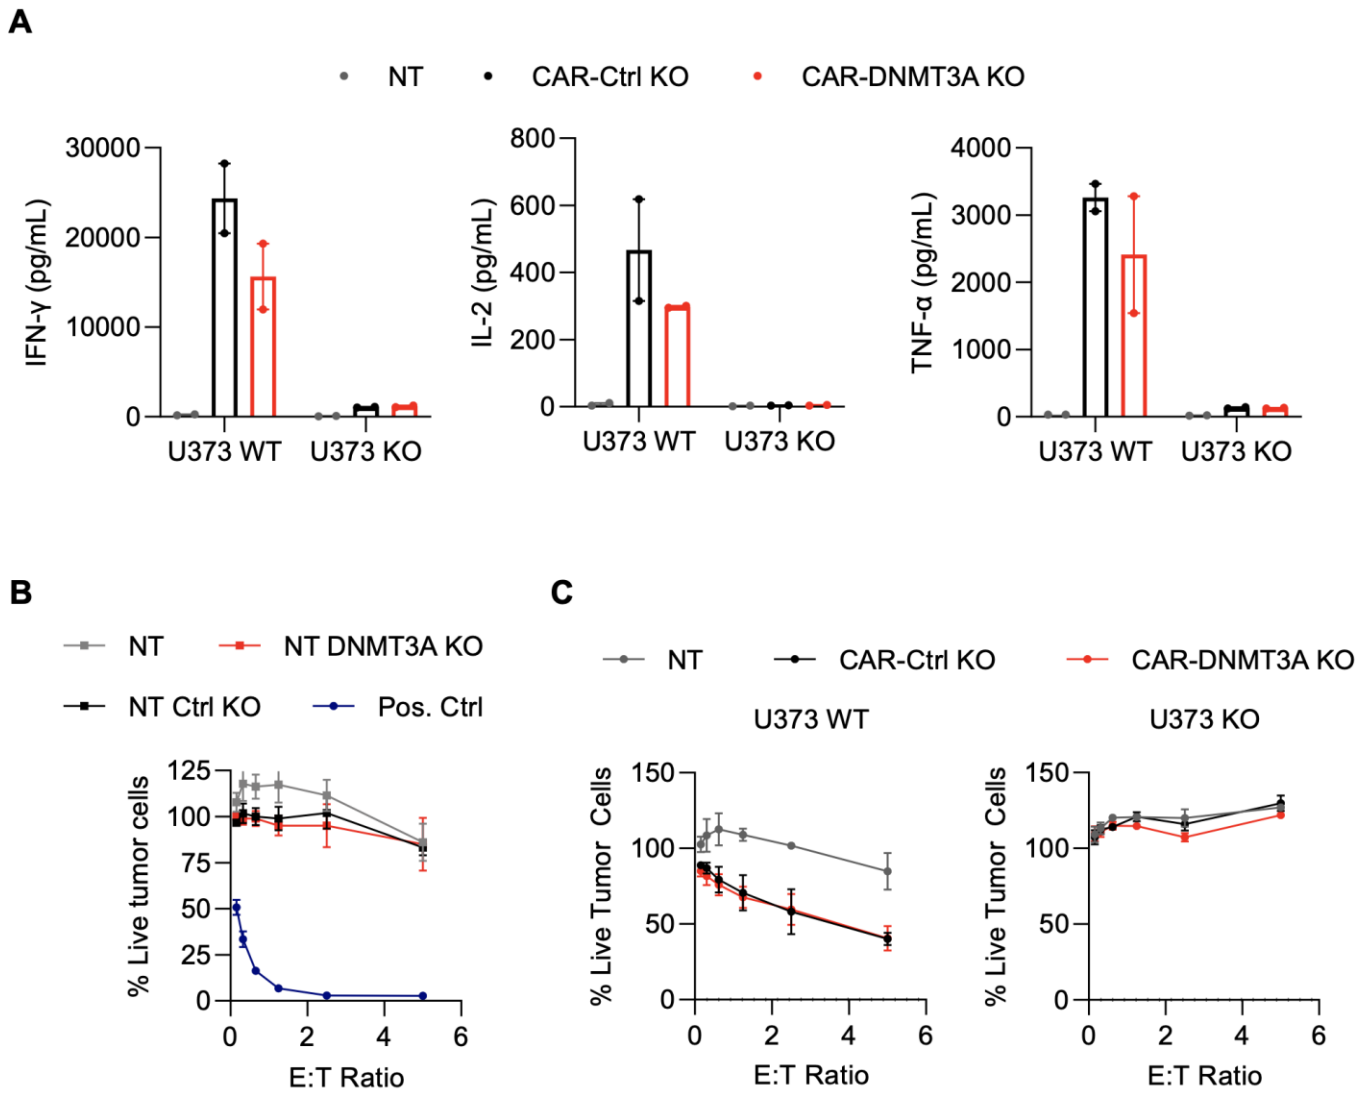 A
NT CAR-Ctrl KO CAR-DNMT3A KO
IFN-γ (pg/mL)
30000
20000
10000
0
U373 WT U373 KO
IL-2 (pg/mL)
800
600
400
200
0
U373 WT U373 KO
TNF-α (pg/mL)
4000
3000
2000
1000
0
U373 WT U373 KO
B
NT NT DNMT3A KO
NT Ctrl KO Pos. Ctrl
% Live tumor cells
125
100
75
50
25
0
0 2 4 6
E:T Ratio
C
NT CAR-Ctrl KO CAR-DNMT3A KO
U373 WT
% Live Tumor Cells
150
100
50
0
0 2 4 6
E:T Ratio
U373 KO
% Live Tumor Cells
150
100
50
0
0 2 4 6
E:T Ratio